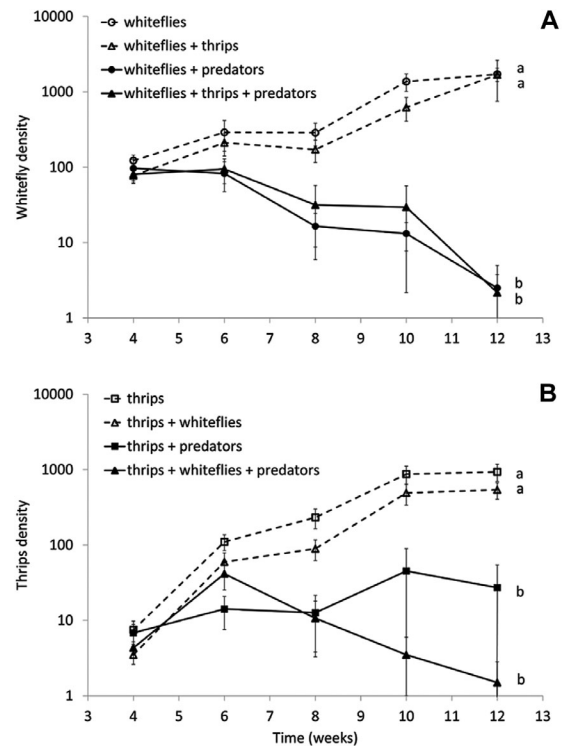 A
10000
1000
100
10
1
Whitefly density
whiteflies
whiteflies + thrips
whiteflies + predators
whiteflies + thrips + predators
a
a
b
b
3 4 5 6 7 8 9 10 11 12 13
B
10000
1000
100
10
1
Thrips density
thrips
thrips + whiteflies
thrips + predators
thrips + whiteflies + predators
a
a
b
b
3 4 5 6 7 8 9 10 11 12 13
Time (weeks)